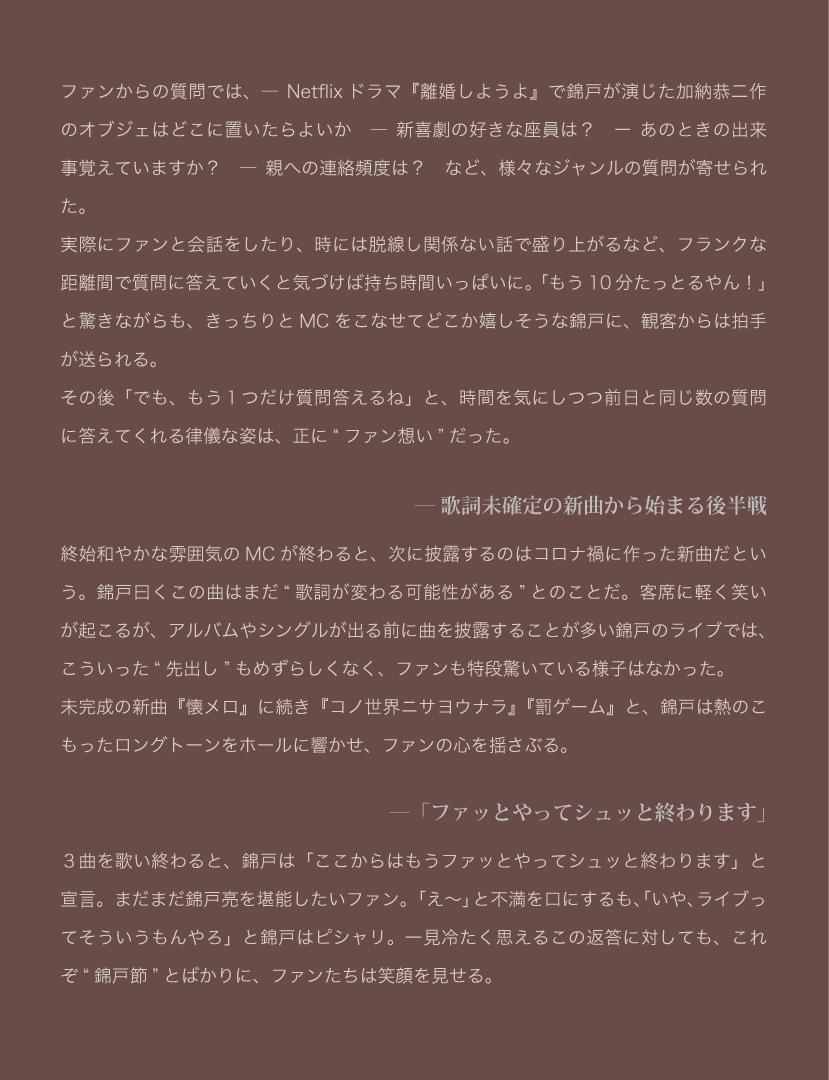 ファンからの質問では、― Netflix ドラマ『離婚しようよ』で錦戸が演じた加納恭二作
のオブジェはどこに置いたらよいか　― 新喜劇の好きな座員は？　ー あのときの出来
事覚えていますか？　― 親への連絡頻度は？　など、様々なジャンルの質問が寄せられ
た。
実際にファンと会話をしたり、時には脱線し関係ない話で盛り上がるなど、フランクな
距離間で質問に答えていくと気づけば持ち時間いっぱいに。「もう 10 分たっとるやん！」
と驚きながらも、きっちりと MC をこなせてどこか嬉しそうな錦戸に、観客からは拍手
が送られる。
その後「でも、もう１つだけ質問答えるね」と、時間を気にしつつ前日と同じ数の質問
に答えてくれる律儀な姿は、正に “ ファン想い ” だった。
― 歌詞未確定の新曲から始まる後半戦
終始和やかな雰囲気の MC が終わると、次に披露するのはコロナ禍に作った新曲だとい
う。錦戸曰くこの曲はまだ “ 歌詞が変わる可能性がある ” とのことだ。客席に軽く笑い
が起こるが、アルバムやシングルが出る前に曲を披露することが多い錦戸のライブでは、
こういった “ 先出し ” もめずらしくなく、ファンも特段驚いている様子はなかった。
未完成の新曲『懐メロ』に続き『コノ世界ニサヨウナラ』『罰ゲーム』と、錦戸は熱のこ
もったロングトーンをホールに響かせ、ファンの心を揺さぶる。
―「ファッとやってシュッと終わります」
３曲を歌い終わると、錦戸は「ここからはもうファッとやってシュッと終わります」と
宣言。まだまだ錦戸亮を堪能したいファン。「え〜」と不満を口にするも、「いや、ライブっ
てそういうもんやろ」と錦戸はピシャリ。一見冷たく思えるこの返答に対しても、これ
ぞ “ 錦戸節 ” とばかりに、ファンたちは笑顔を見せる。